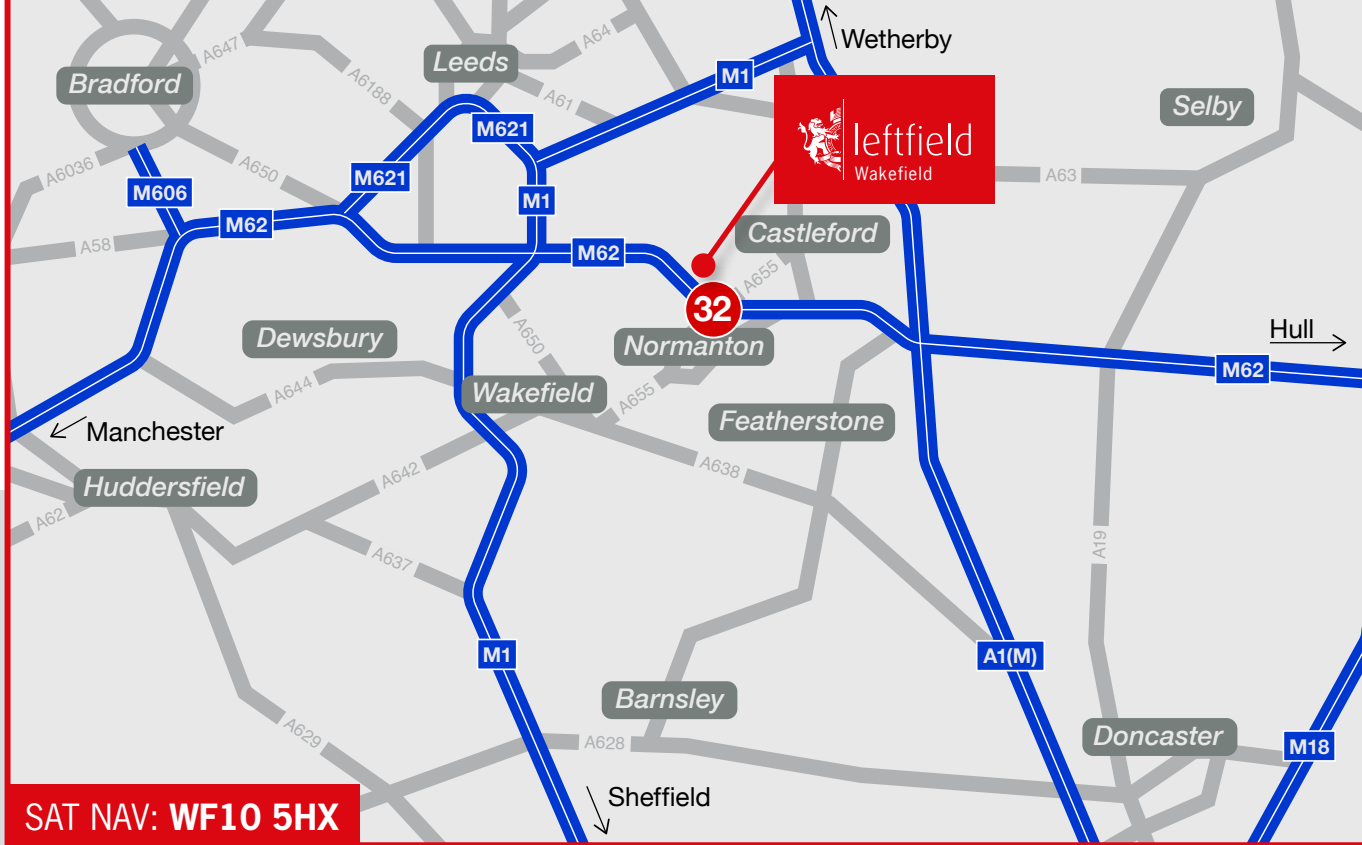 A647
A64
Wetherby
Leeds
Bradford
M1
A6188
A61
Selby
M621
leftfield
Wakefield
A6036
A650
M621
A63
M606
M1
M62
Castleford
A58
M62
A655
32
Hull
Dewsbury
A650
Normanton
M62
A644
Wakefield
A655
Manchester
Featherstone
A642
A638
Huddersfield
A62
A19
A637
M1
A1(M)
Barnsley
A629
A628
Doncaster
M18
Sheffield
SAT NAV: WF10 5HX